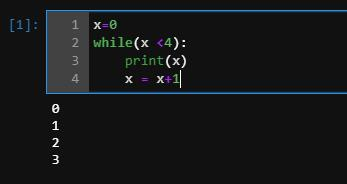 [1]:
1 x=0
2 while(x <4):
3     print(x)
4     x = x+1
0
1
2
3